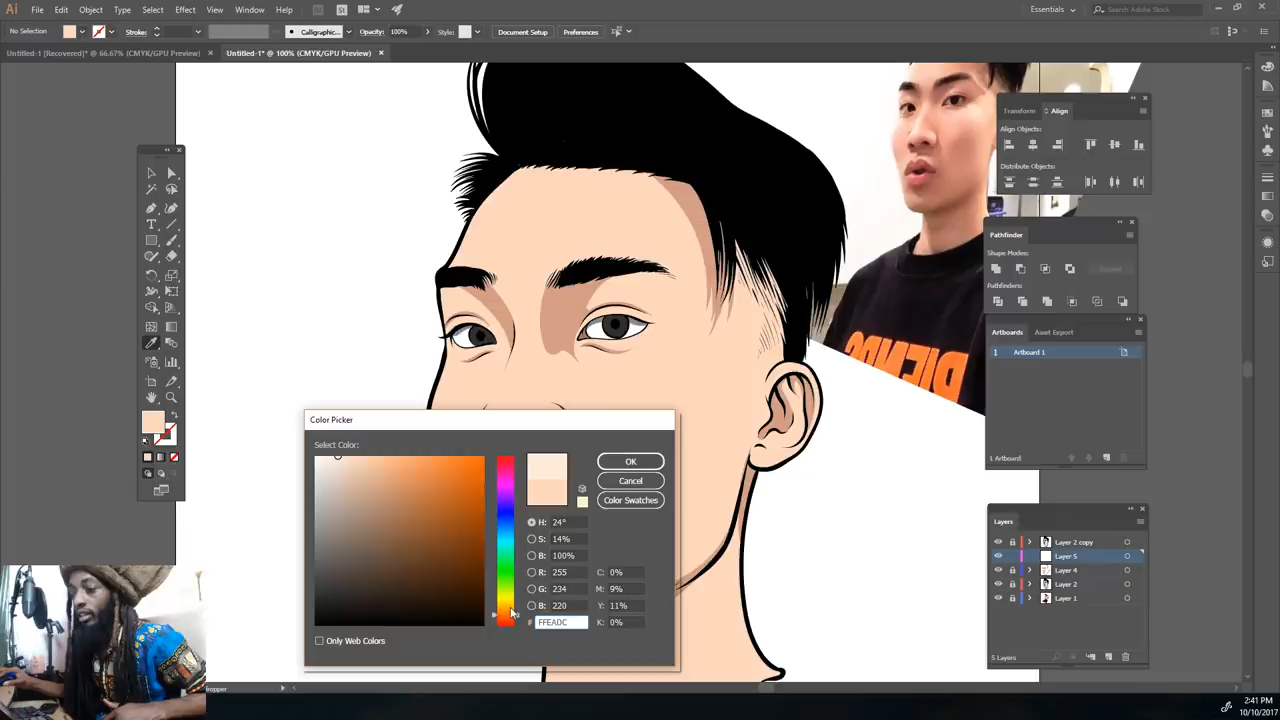 Ai File Edit Object Type Select Effect View Window Help Br St Essentials Search Adobe Stock
No Selection Stroke: Calligraphic... Opacity: 100% Style: Document Setup Preferences
Untitled-1 [Recovered]* @ 66.67% (CMYK/GPU Preview) × Untitled-1* @ 100% (CMYK/GPU Preview) ×
Transform Align
Align Objects:
Distribute Objects:
Pathfinder
Shape Modes:
Pathfinders:
Artboards Asset Export
1 Artboard 1
1 Artboard
Color Picker
Select Color:
OK
Cancel
Color Swatches
H: 24°
S: 14%
B: 100%
R: 255 C: 0%
G: 234 M: 9%
B: 220 Y: 11%
# FFEADC K: 0%
Only Web Colors
Layers
Layer 2 copy
Layer 5
Layer 4
Layer 2
Layer 1
5 Layers
2:41 PM
10/10/2017